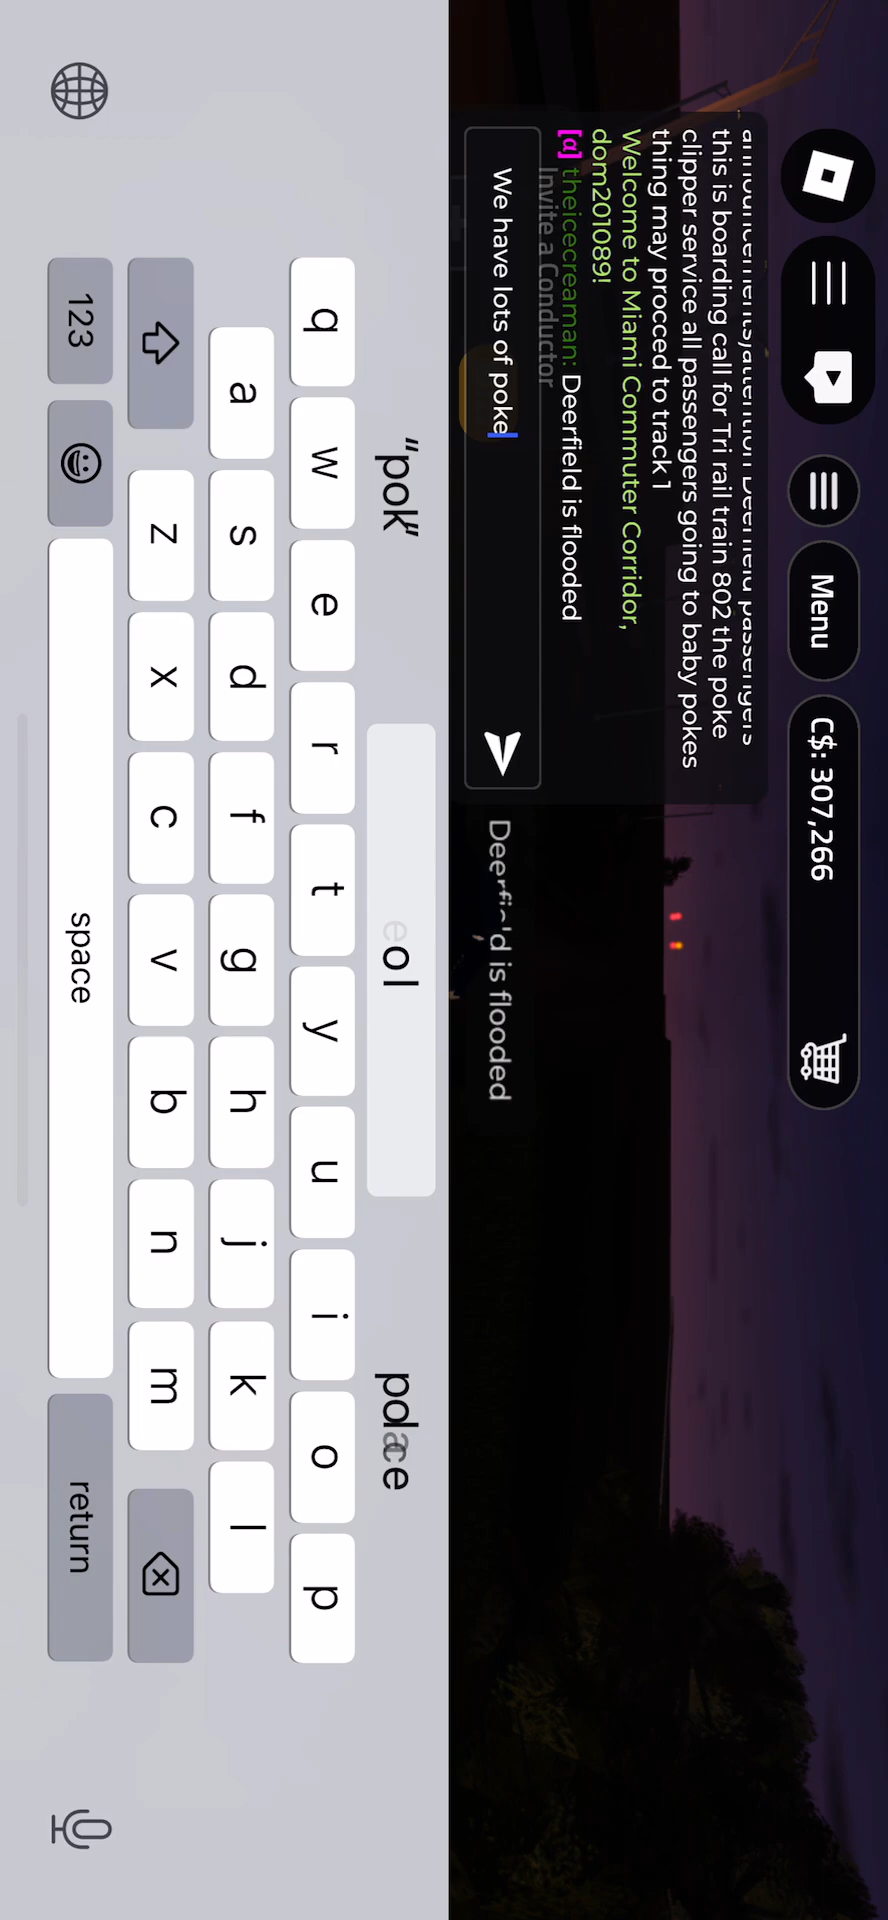 Menu
C$: 307,266
announcements,attention Deerfield passengers
this is boarding call for Tri rail train 802 the poke
clipper service all passengers going to baby pokes
thing may procced to track 1
Welcome to Miami Commuter Corridor,
dom201089!
[α] theicecreaman: Deerfield is flooded
Invite a Conductor
We have lots of poke
Deerfield is flooded
"pok"
q w e r t y u i o p
a s d f g h j k l
z x c v b n m
123
space
return